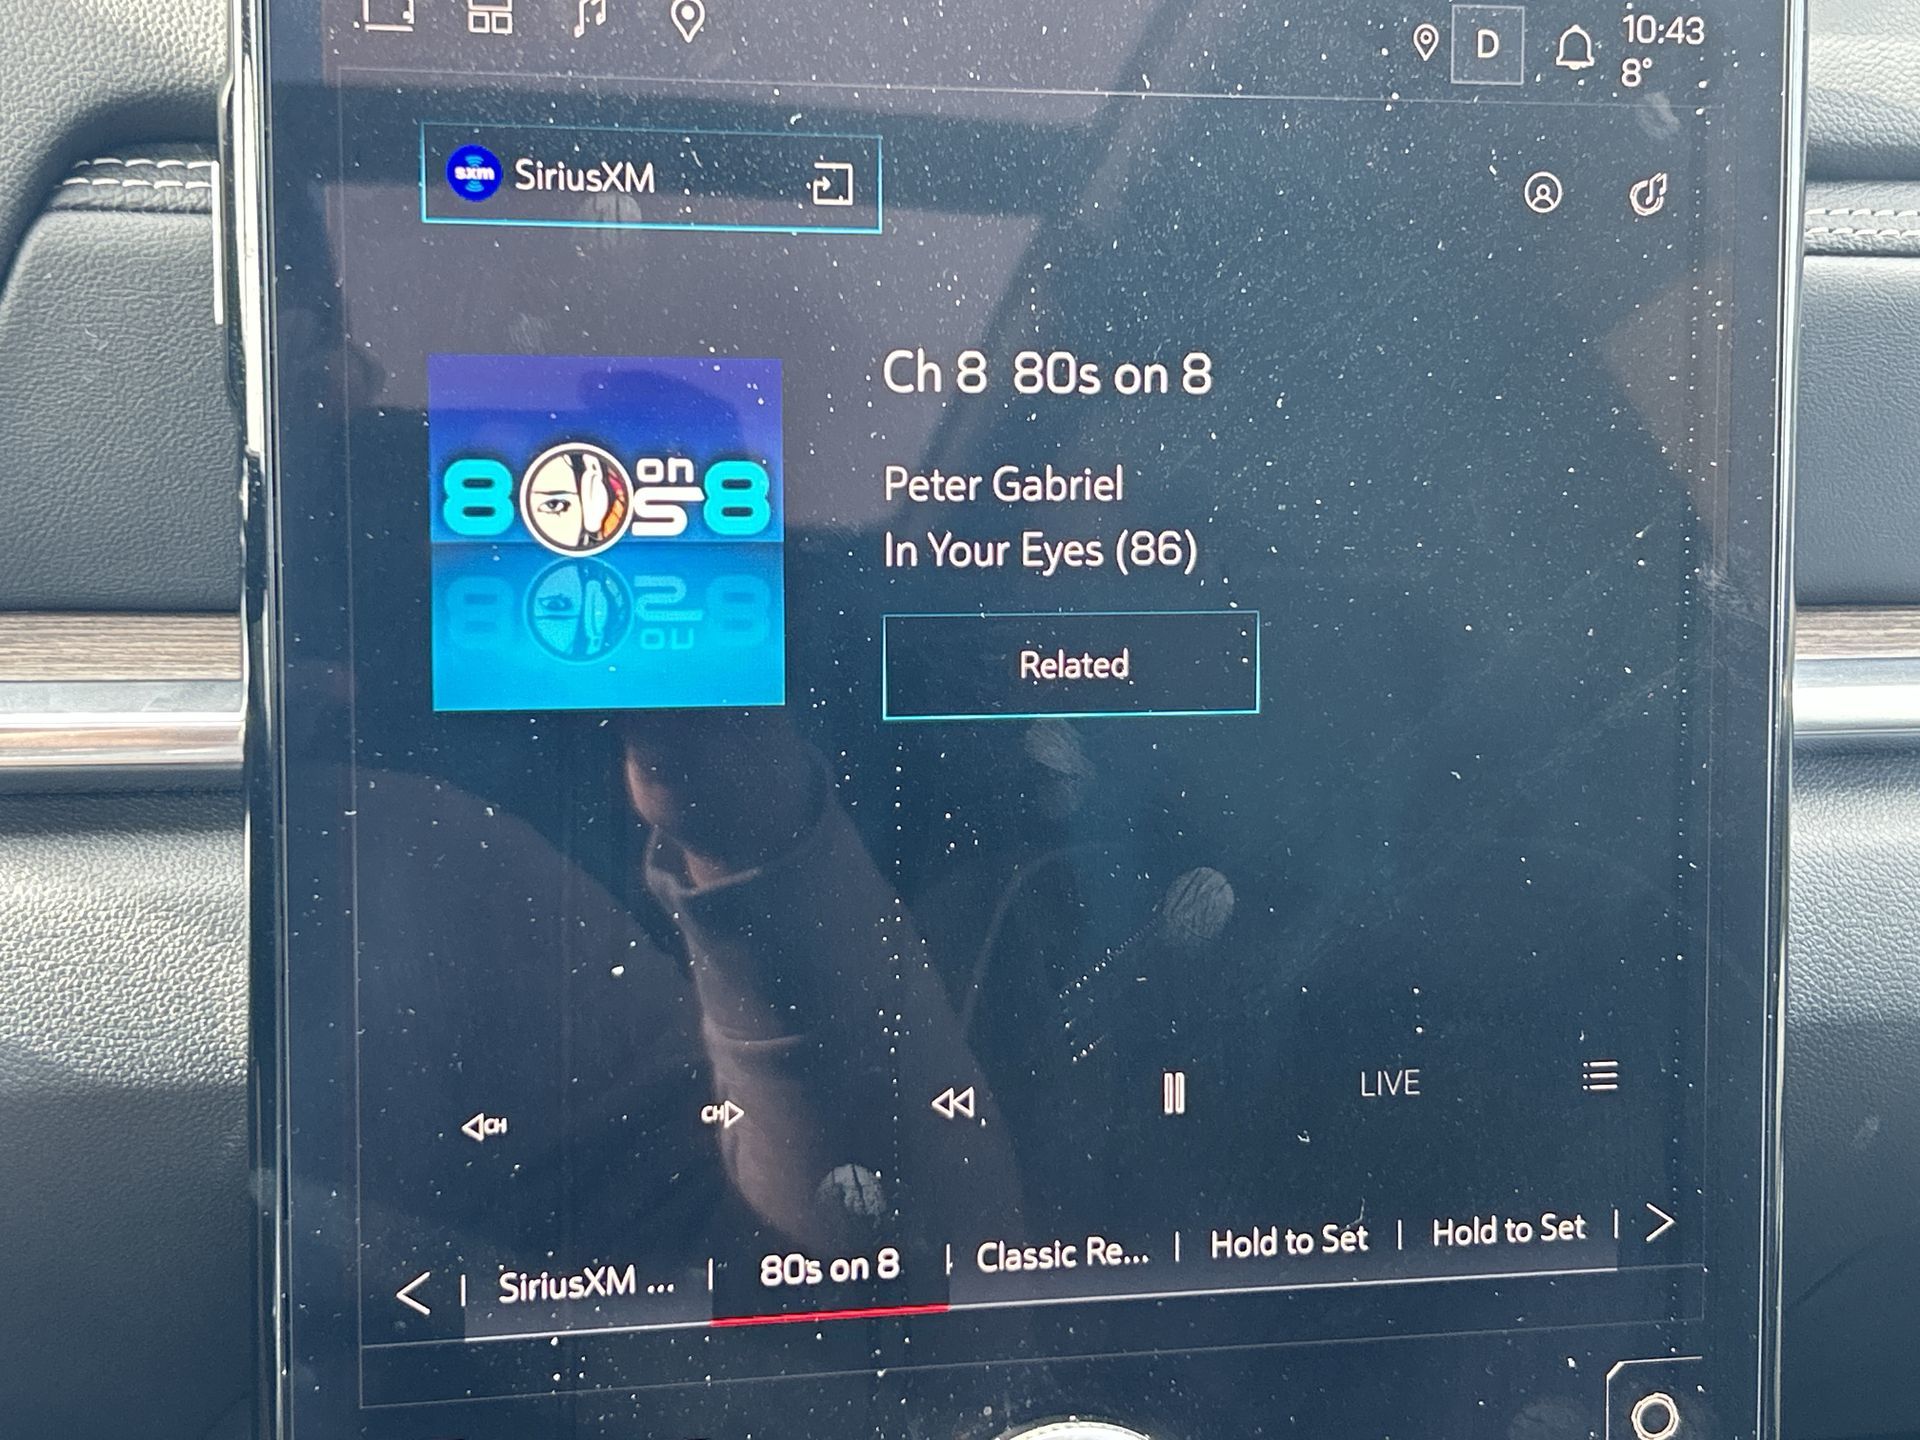 D
10:43
8°
sxm SiriusXM
80s on 8
Ch 8 80s on 8
Peter Gabriel
In Your Eyes (86)
Related
CH
CH
LIVE
SiriusXM ...
80s on 8
Classic Re...
Hold to Set
Hold to Set